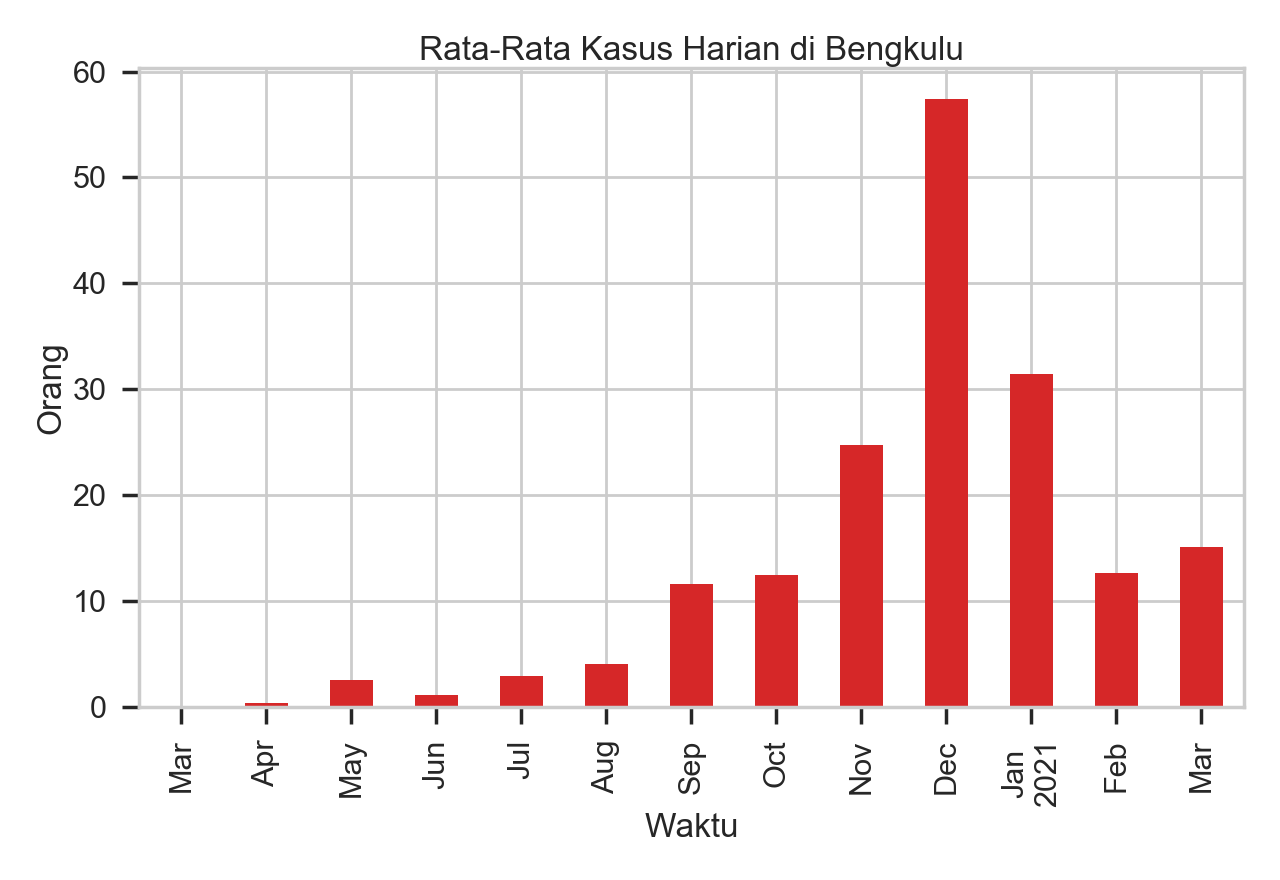 Rata-Rata Kasus Harian di Bengkulu
60
50
40
30
20
10
0
Orang
Mar
Apr
May
Jun
Jul
Aug
Sep
Oct
Nov
Dec
Jan
2021
Feb
Mar
Waktu